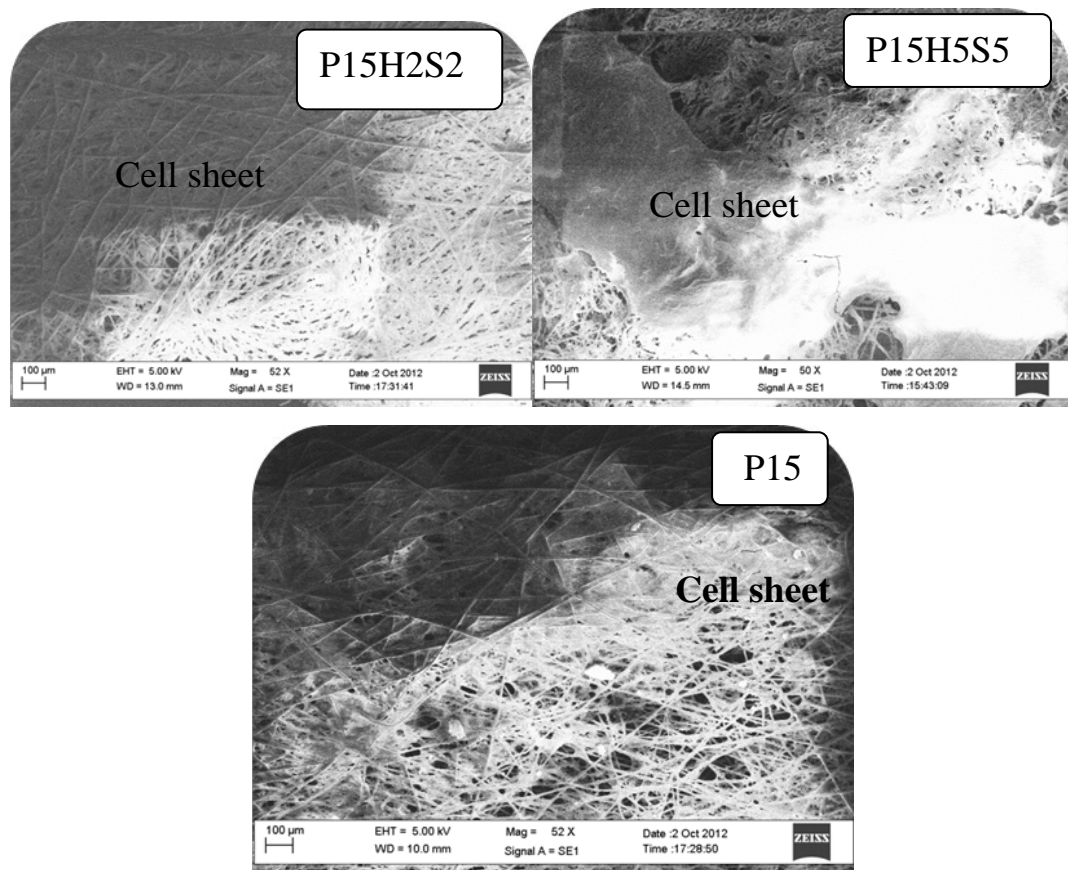 P15H2S2
Cell sheet
100 µm
EHT = 5.00 kV
WD = 13.0 mm
Mag = 52 X
Signal A = SE1
Date :2 Oct 2012
Time :17:31:41
ZEISS
P15H5S5
Cell sheet
100 µm
EHT = 5.00 kV
WD = 14.5 mm
Mag = 50 X
Signal A = SE1
Date :2 Oct 2012
Time :15:43:09
ZEISS
P15
Cell sheet
100 µm
EHT = 5.00 kV
WD = 10.0 mm
Mag = 52 X
Signal A = SE1
Date :2 Oct 2012
Time :17:28:50
ZEISS